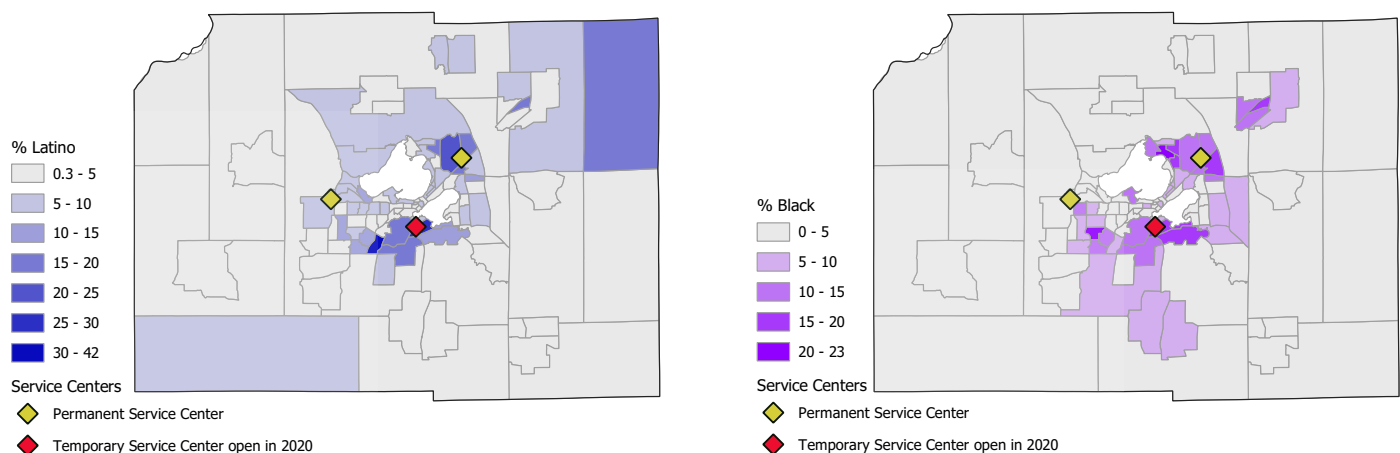 % Latino
0.3 - 5
5 - 10
10 - 15
15 - 20
20 - 25
25 - 30
30 - 42
Service Centers
Permanent Service Center
Temporary Service Center open in 2020
% Black
0 - 5
5 - 10
10 - 15
15 - 20
20 - 23
Service Centers
Permanent Service Center
Temporary Service Center open in 2020